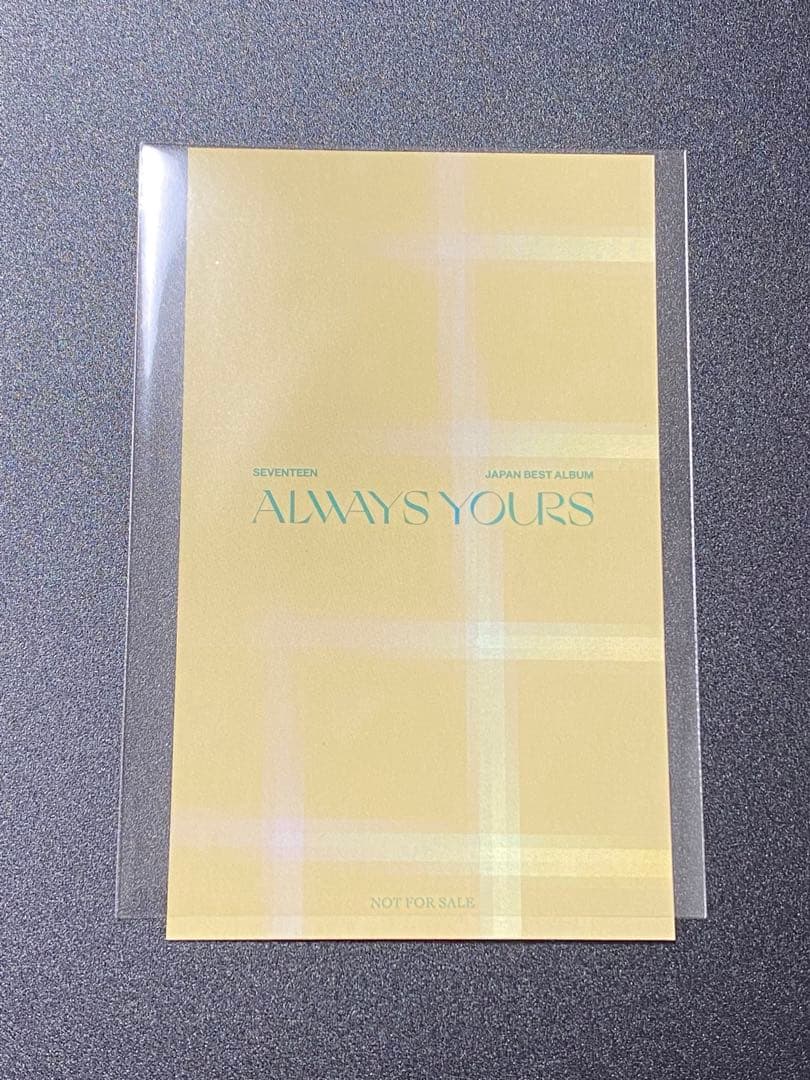 SEVENTEEN JAPAN BEST ALBUM
ALWAYS YOURS
NOT FOR SALE